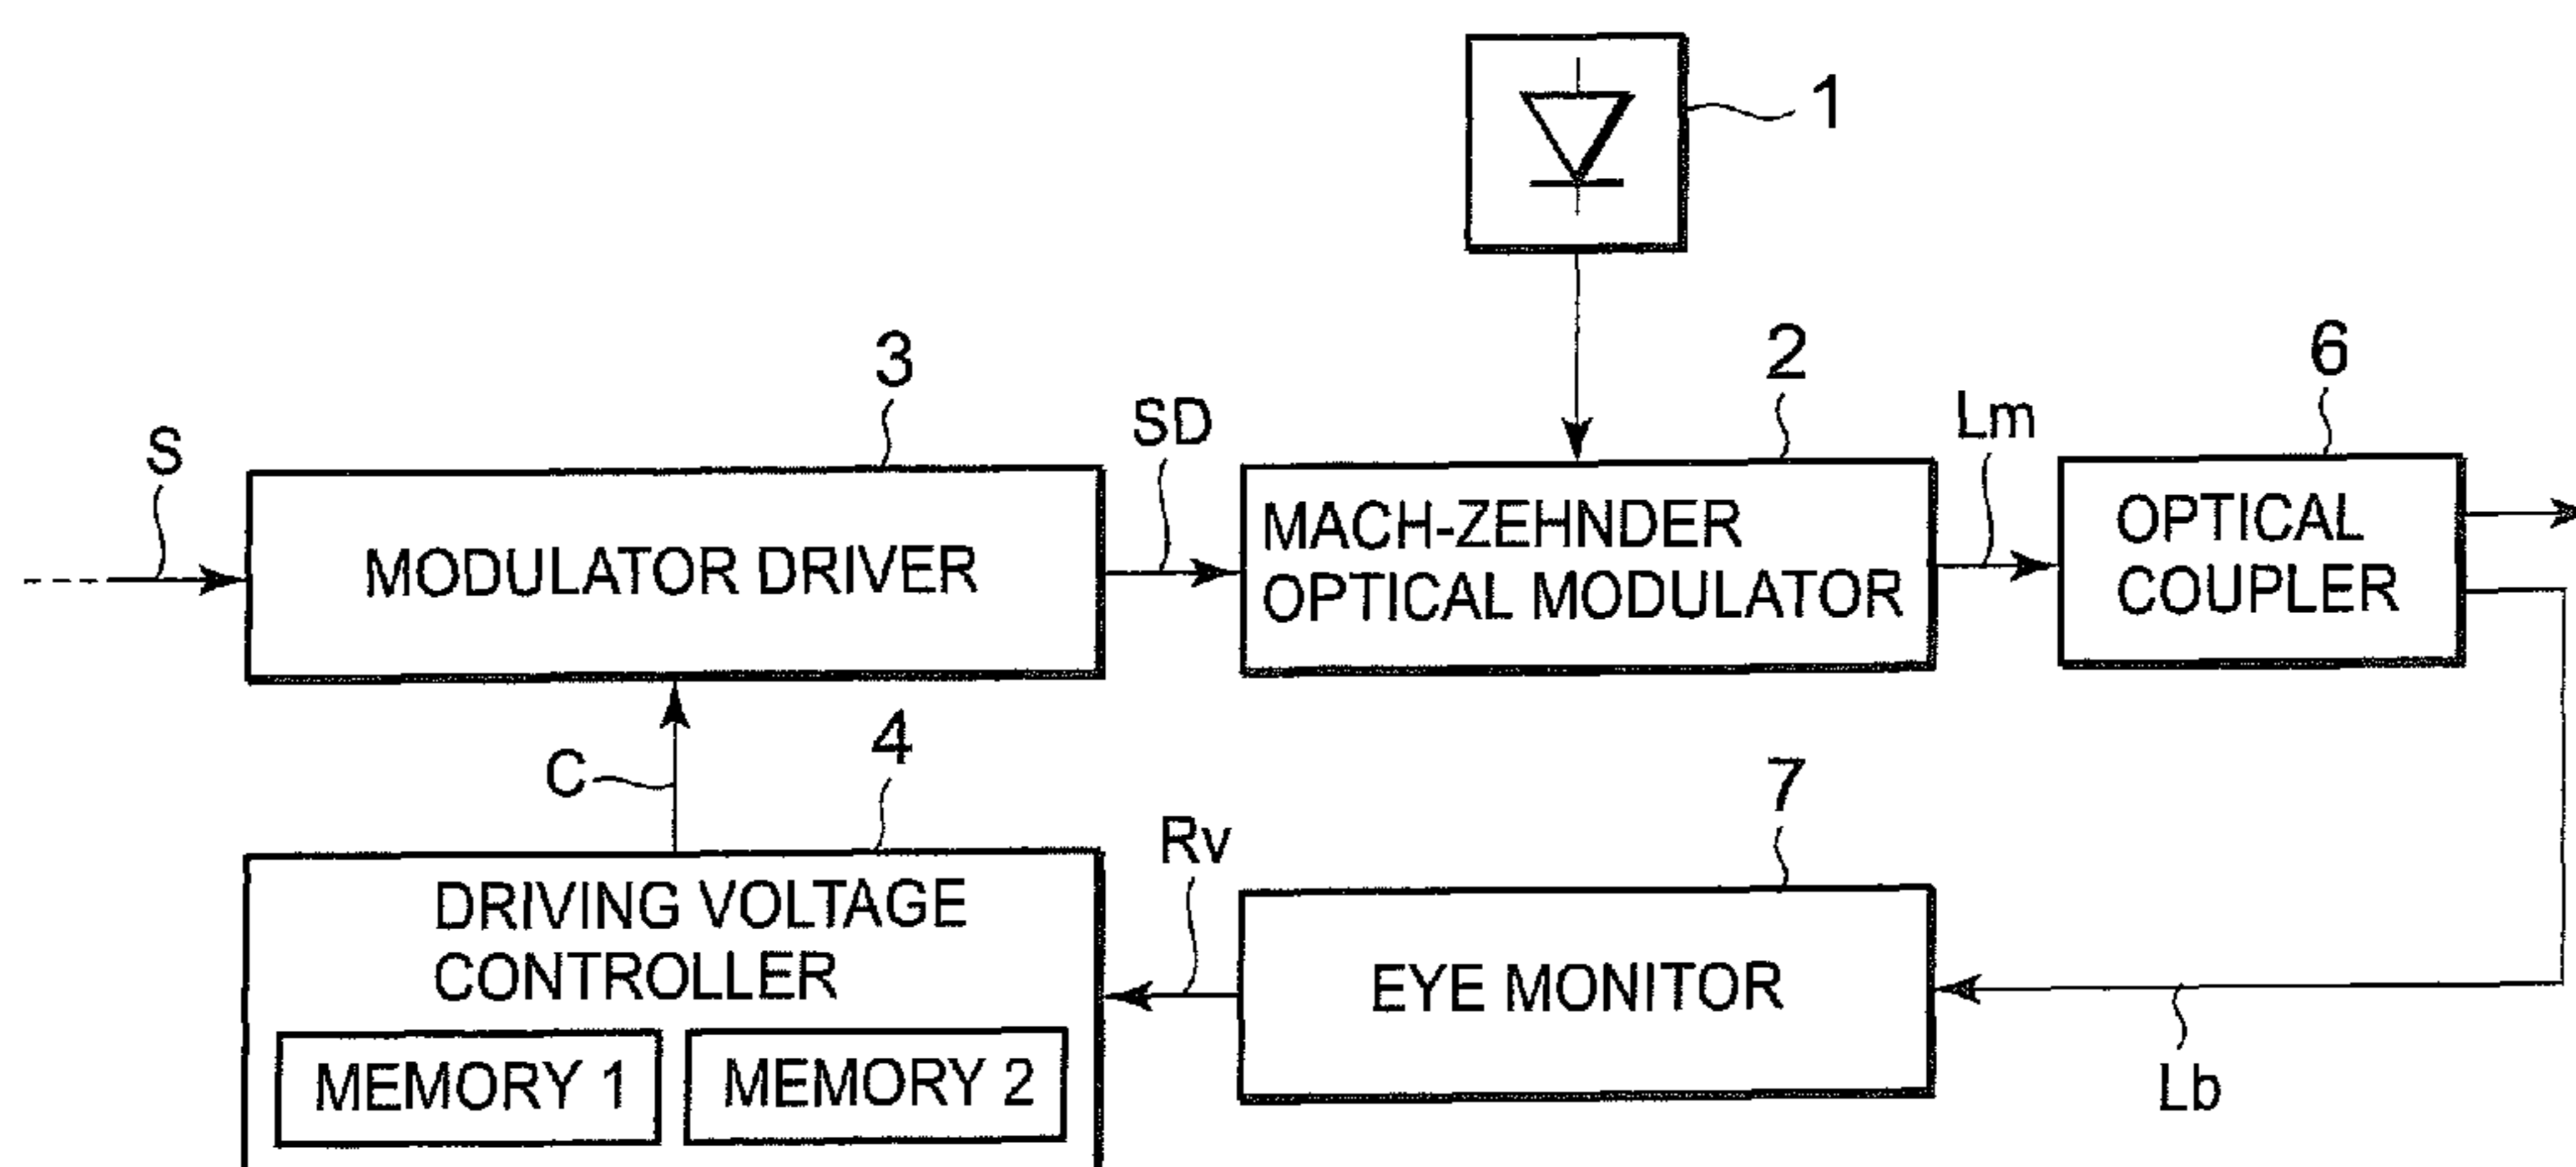 1
3
2
6
S
SD
Lm
MODULATOR DRIVER
MACH-ZEHNDER
OPTICAL MODULATOR
OPTICAL
COUPLER
C
4
Rv
7
DRIVING VOLTAGE
CONTROLLER
MEMORY 1
MEMORY 2
EYE MONITOR
Lb